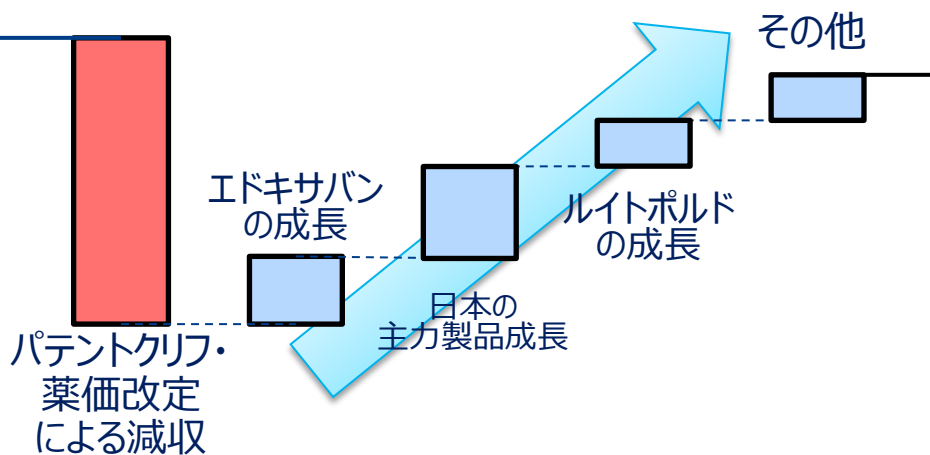 その他
エドキサバン
の成長
ルイトポルド
の成長
日本の
主力製品成長
パテントクリフ・
薬価改定
による減収